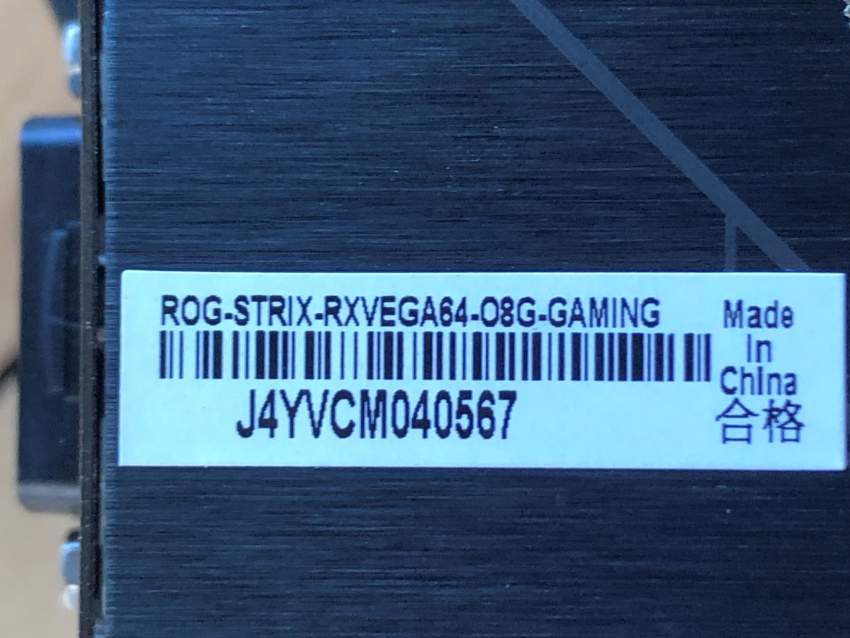 ROG-STRIX-RXVEGA64-O8G-GAMING
J4YVCM040567
Made
In
China
合格